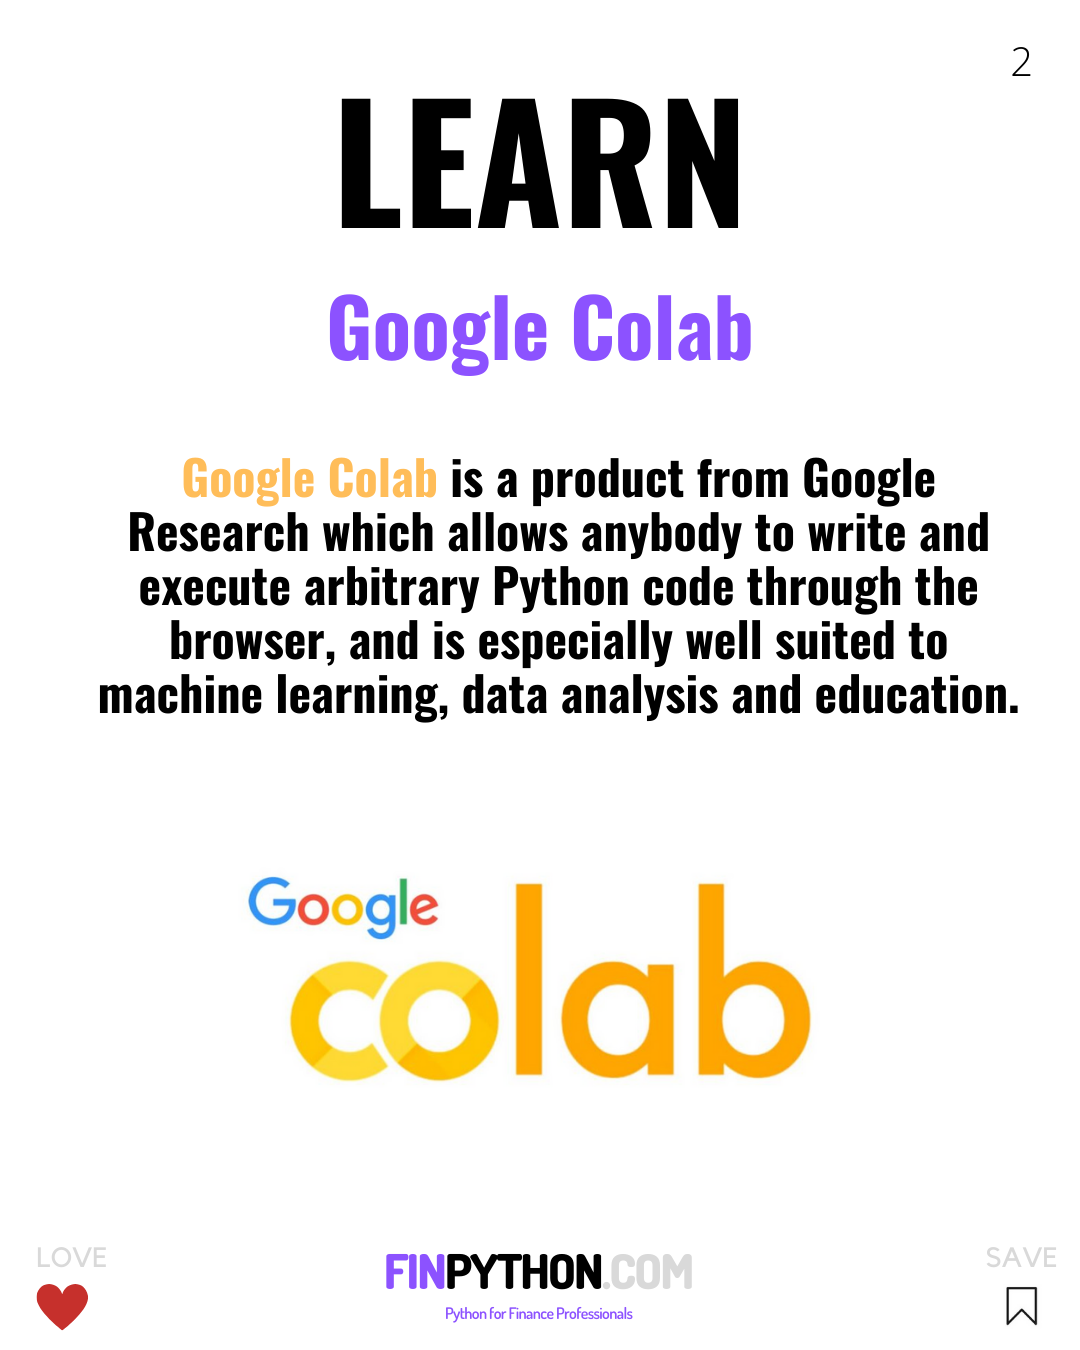 2
LEARN
Google Colab
Google Colab is a product from Google
Research which allows anybody to write and
execute arbitrary Python code through the
browser, and is especially well suited to
machine learning, data analysis and education.
Google
colab
LOVE
FINPYTHON.COM
Python for Finance Professionals
SAVE